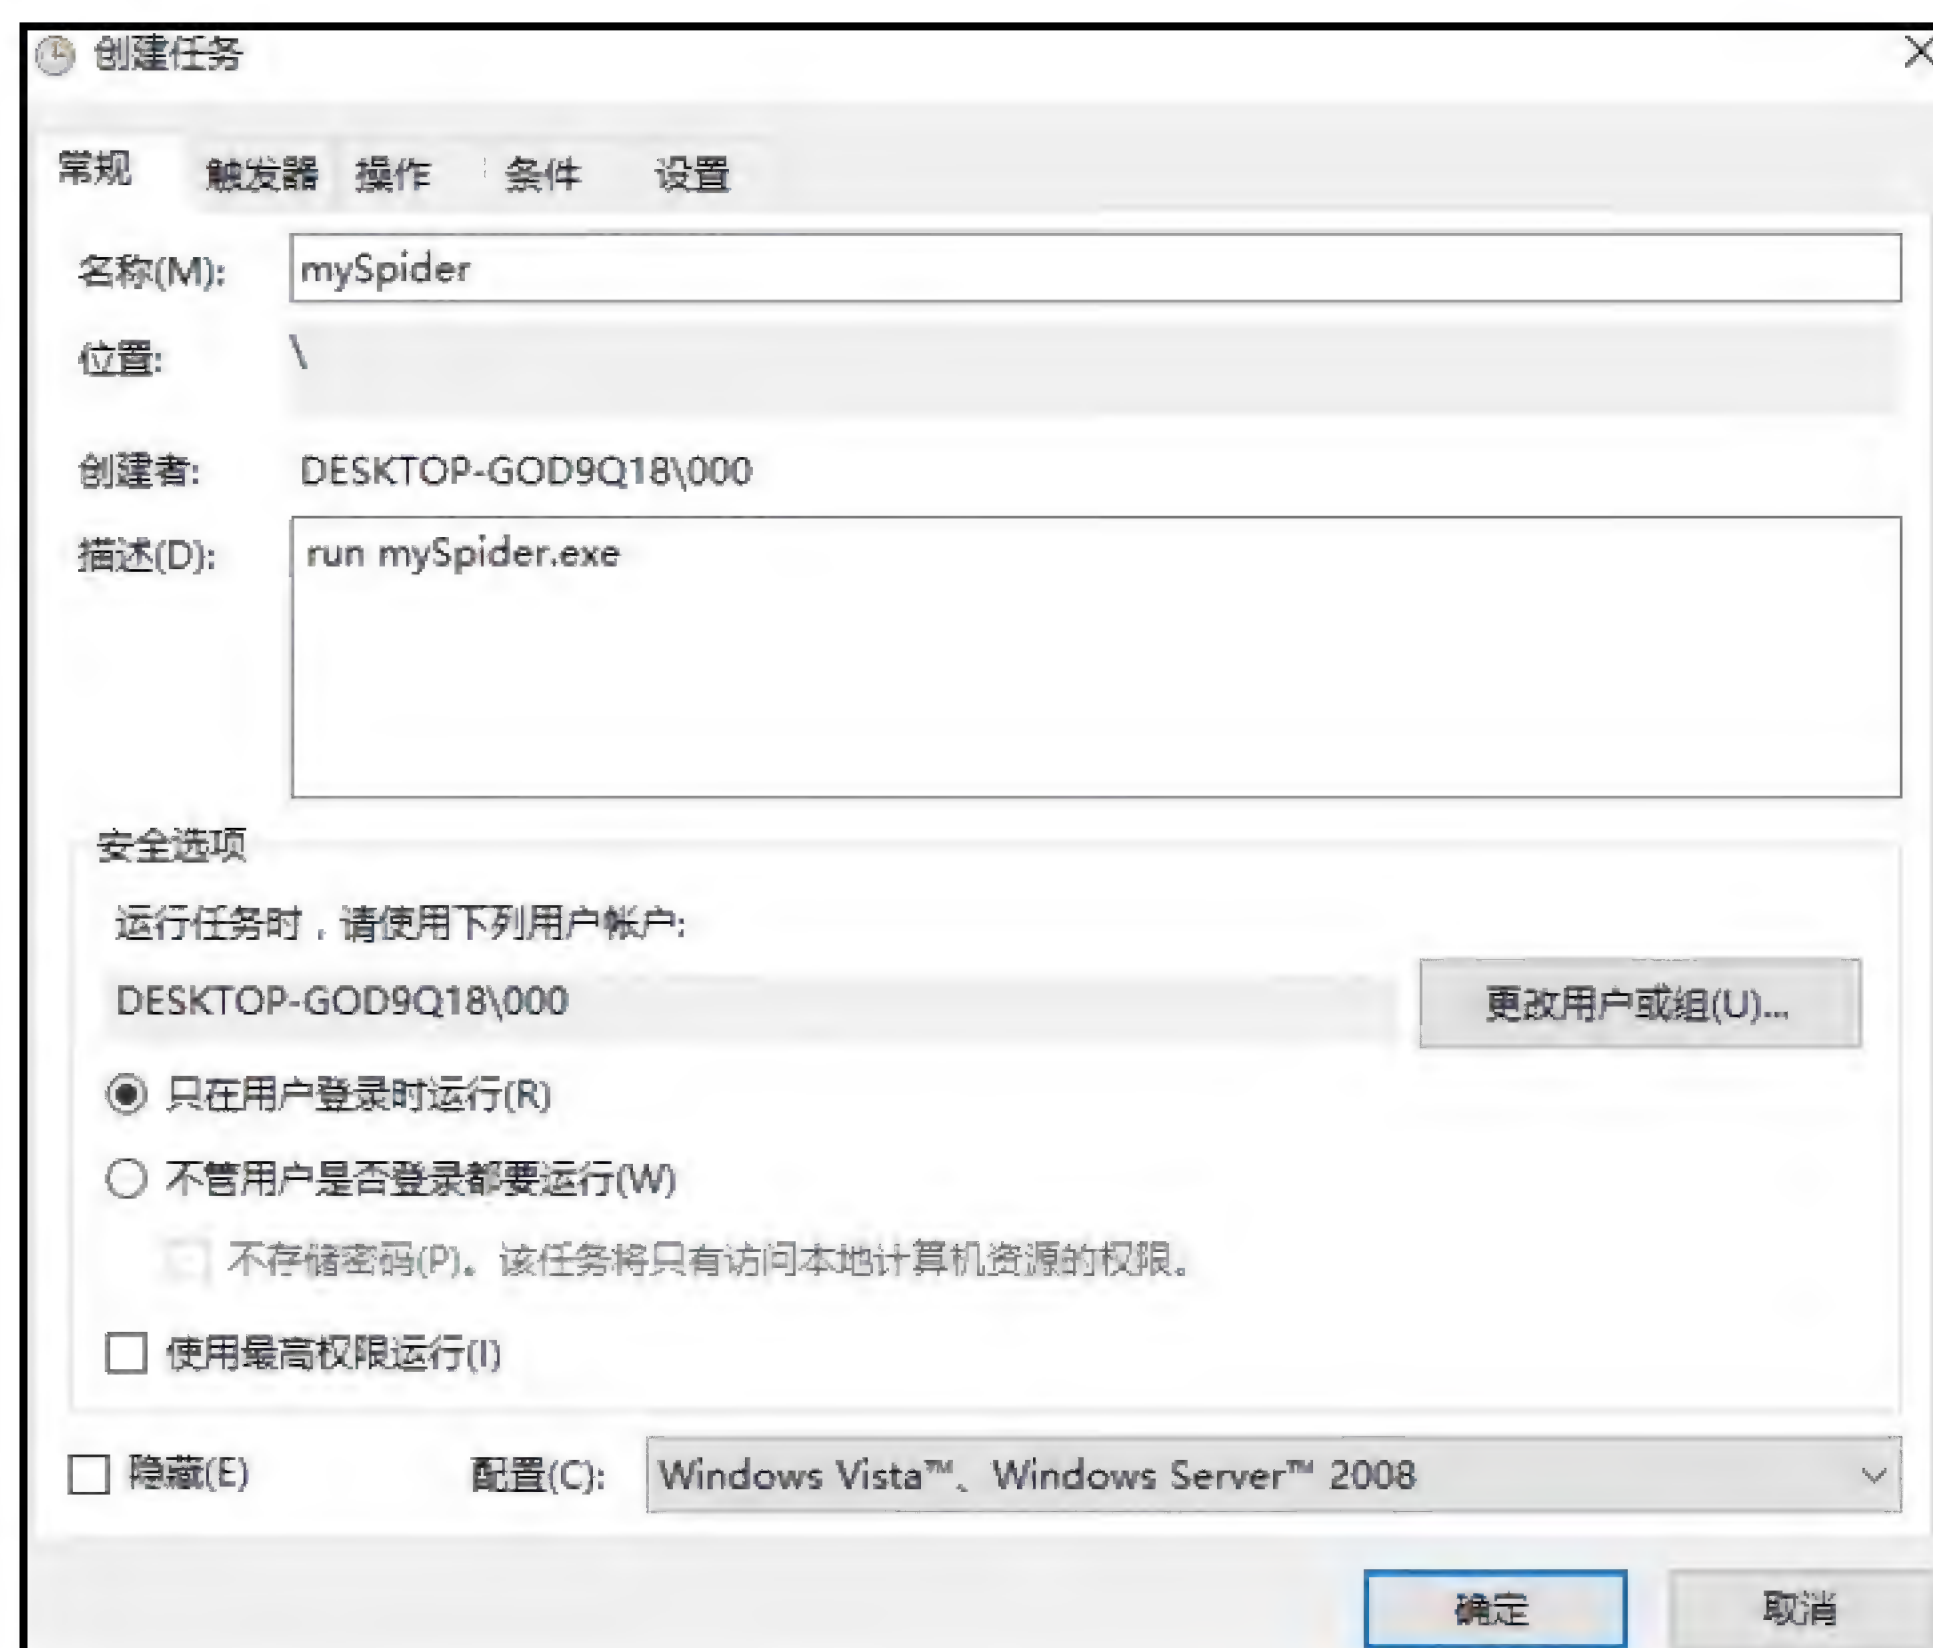 创建任务
常规 触发器 操作 条件 设置
名称(M): mySpider
位置: \
创建者: DESKTOP-GOD9Q18\000
描述(D): run mySpider.exe
安全选项
运行任务时，请使用下列用户帐户:
DESKTOP-GOD9Q18\000 更改用户或组(U)...
只在用户登录时运行(R)
不管用户是否登录都要运行(W)
不存储密码(P)。该任务将只有访问本地计算机资源的权限。
使用最高权限运行(I)
隐藏(E) 配置(C): Windows Vista™、Windows Server™ 2008
确定 取消